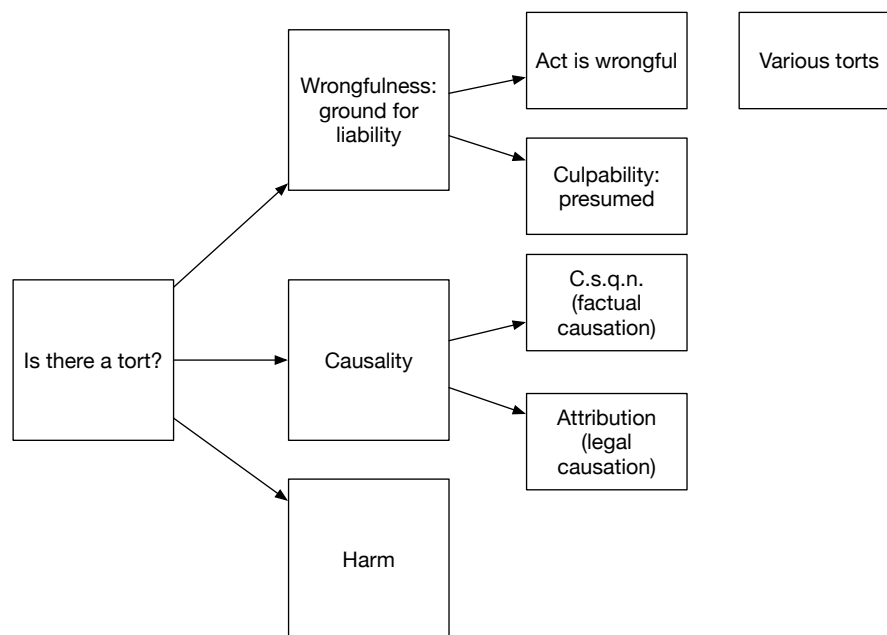 Wrongfulness:
ground for
liability
Act is wrongful
Various torts
Culpability:
presumed
Is there a tort?
Causality
C.s.q.n.
(factual
causation)
Attribution
(legal
causation)
Harm